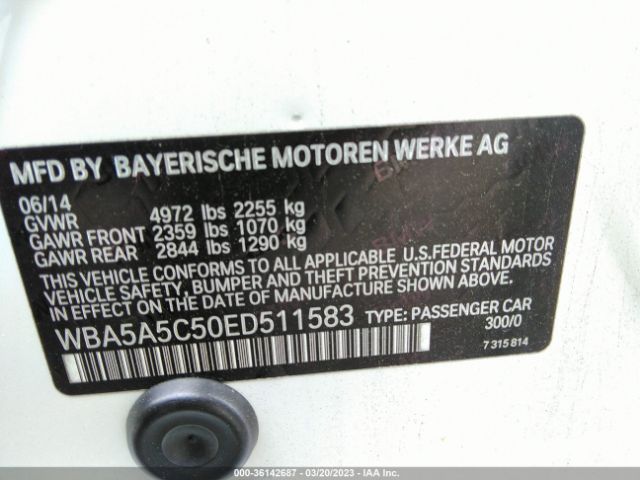 MFD BY BAYERISCHE MOTOREN WERKE AG
06/14
GVWR 4972 lbs 2255 kg
GAWR FRONT 2359 lbs 1070 kg
GAWR REAR 2844 lbs 1290 kg
THIS VEHICLE CONFORMS TO ALL APPLICABLE U.S.FEDERAL MOTOR
VEHICLE SAFETY, BUMPER AND THEFT PREVENTION STANDARDS
IN EFFECT ON THE DATE OF MANUFACTURE SHOWN ABOVE.
WBA5A5C50ED511583 TYPE: PASSENGER CAR
300/0
7 315 814
000-36142687 - 03/20/2023 - IAA Inc.